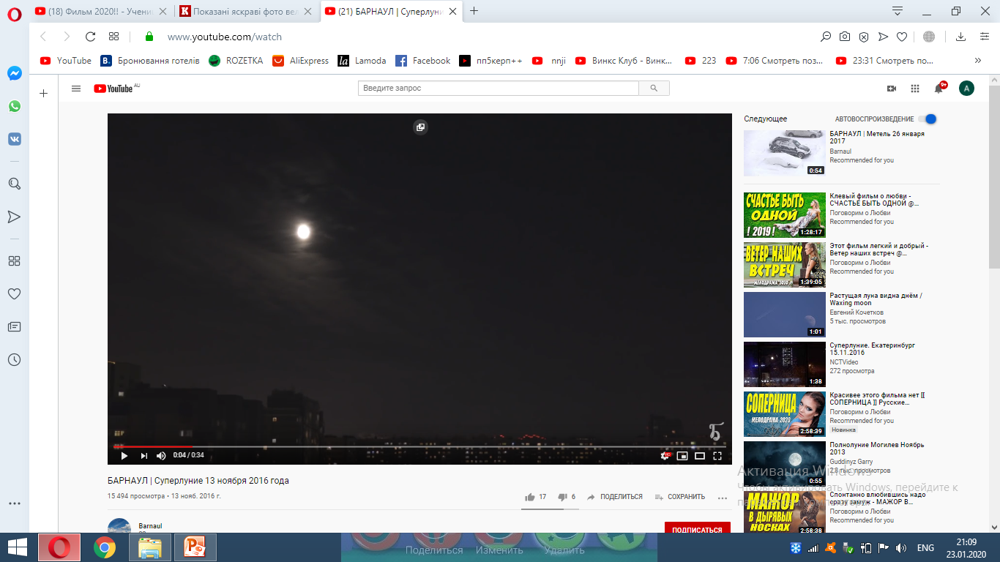 (18) Фильм 2020!! - Учени
Показані яскраві фото вел
(21) БАРНАУЛ | Суперлуни
www.youtube.com/watch
YouTube
B. Бронювання готелів
ROZETKA
AliExpress
la Lamoda
Facebook
пп5керп++
nnji
Винкс Клуб - Винк...
223
7:06 Смотреть поз...
23:31 Смотреть по...
»
YouTube AU
Введите запрос
9+
A
Следующее
АВТОВОСПРОИЗВЕДЕНИЕ
БАРНАУЛ | Метель 26 января
2017
Barnaul
Recommended for you
0:54
СЧАСТЬЕ БЫТЬ
ОДНОЙ
! 2019 !
1:28:17
Клевый фильм о любви -
СЧАСТЬЕ БЫТЬ ОДНОЙ @...
Поговорим о Любви
Recommended for you
ВЕТЕР НАШИХ
ВСТРЕЧ
МЕЛОДРАМА 2020
1:39:05
Этот фильм легкий и добрый -
Ветер наших встреч @...
Поговорим о Любви
Recommended for you
1:01
Растущая луна видна днём /
Waxing moon
Евгений Кочетков
5 тыс. просмотров
1:38
Суперлуние. Екатеринбург
15.11.2016
NCTVideo
272 просмотра
СОПЕРНИЦА
МЕЛОДРАМА 2020
2:58:39
Красивее этого фильма нет [[
СОПЕРНИЦА ]] Русские...
Поговорим о Любви
Recommended for you
Новинка
0:55
Полнолуние Могилев Ноябрь
2013
Guddinyz Garry
2,8 тыс. просмотров
МАЖОР
В ДЫРЯВЫХ
НОСКАХ
2:58:38
Спонтанно влюбившись надо
сразу замуж - МАЖОР В...
Поговорим о Любви
Recommended for you
Активация Windows
Чтобы активировать Windows, перейдите к
Б
0:04 / 0:34
HD
БАРНАУЛ | Суперлуние 13 ноября 2016 года
15 494 просмотра • 13 нояб. 2016 г.
17
6
ПОДЕЛИТЬСЯ
СОХРАНИТЬ
Barnaul
ПОДПИСАТЬСЯ
Поделиться
Изменить
Удалить
ENG
21:09
23.01.2020